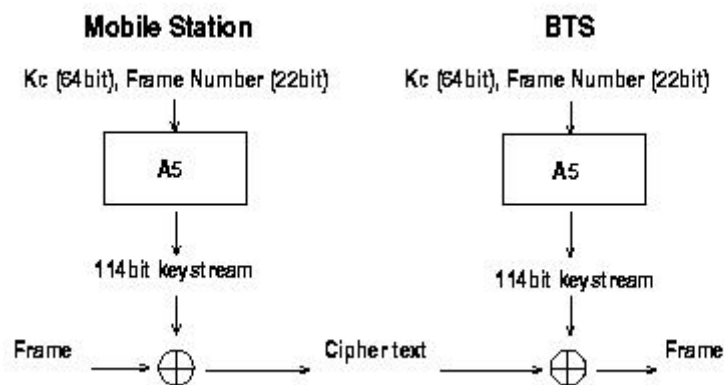 Mobile Station
BTS
Kc (64bit), Frame Number (22bit)
Kc (64bit), Frame Number (22bit)
A5
A5
114bit keystream
114bit keystream
Frame
Cipher text
Frame